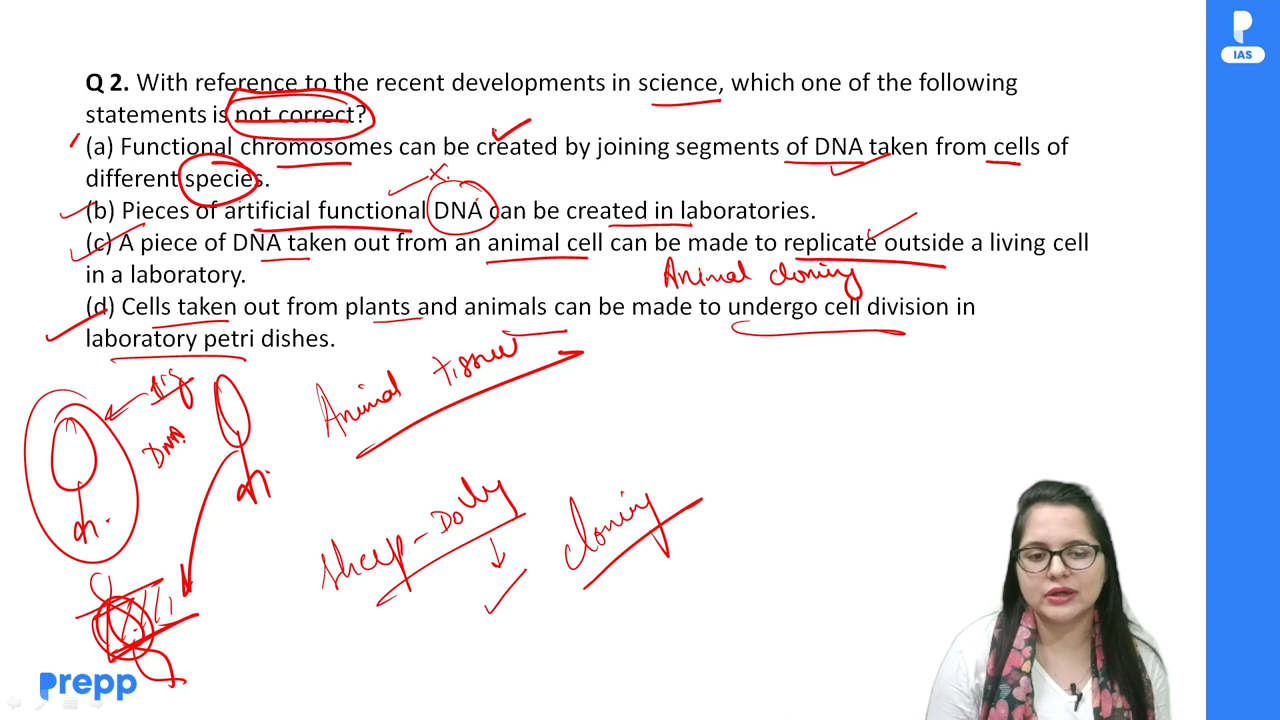 IAS
Q 2. With reference to the recent developments in science, which one of the following
statements is not correct?
(a) Functional chromosomes can be created by joining segments of DNA taken from cells of
different species.
(b) Pieces of artificial functional DNA can be created in laboratories.
(c) A piece of DNA taken out from an animal cell can be made to replicate outside a living cell
in a laboratory.
Animal cloning
(d) Cells taken out from plants and animals can be made to undergo cell division in
laboratory petri dishes.
Animal tissue
DNA
Sheep-Dolly
cloning
prepp